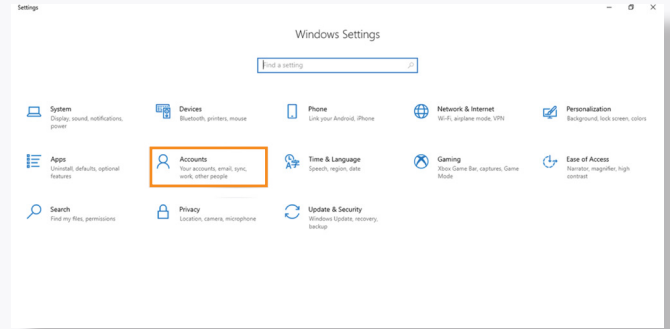 Settings
Windows Settings
Find a setting
System
Display, sound, notifications,
power
Devices
Bluetooth, printers, mouse
Phone
Link your Android, iPhone
Network & Internet
Wi-Fi, airplane mode, VPN
Personalization
Background, lock screen, colors
Apps
Uninstall, defaults, optional
features
Accounts
Your accounts, email, sync,
work, other people
Time & Language
Speech, region, date
Gaming
Xbox Game Bar, captures, Game
Mode
Ease of Access
Narrator, magnifier, high
contrast
Search
Find my files, permissions
Privacy
Location, camera, microphone
Update & Security
Windows Update, recovery,
backup